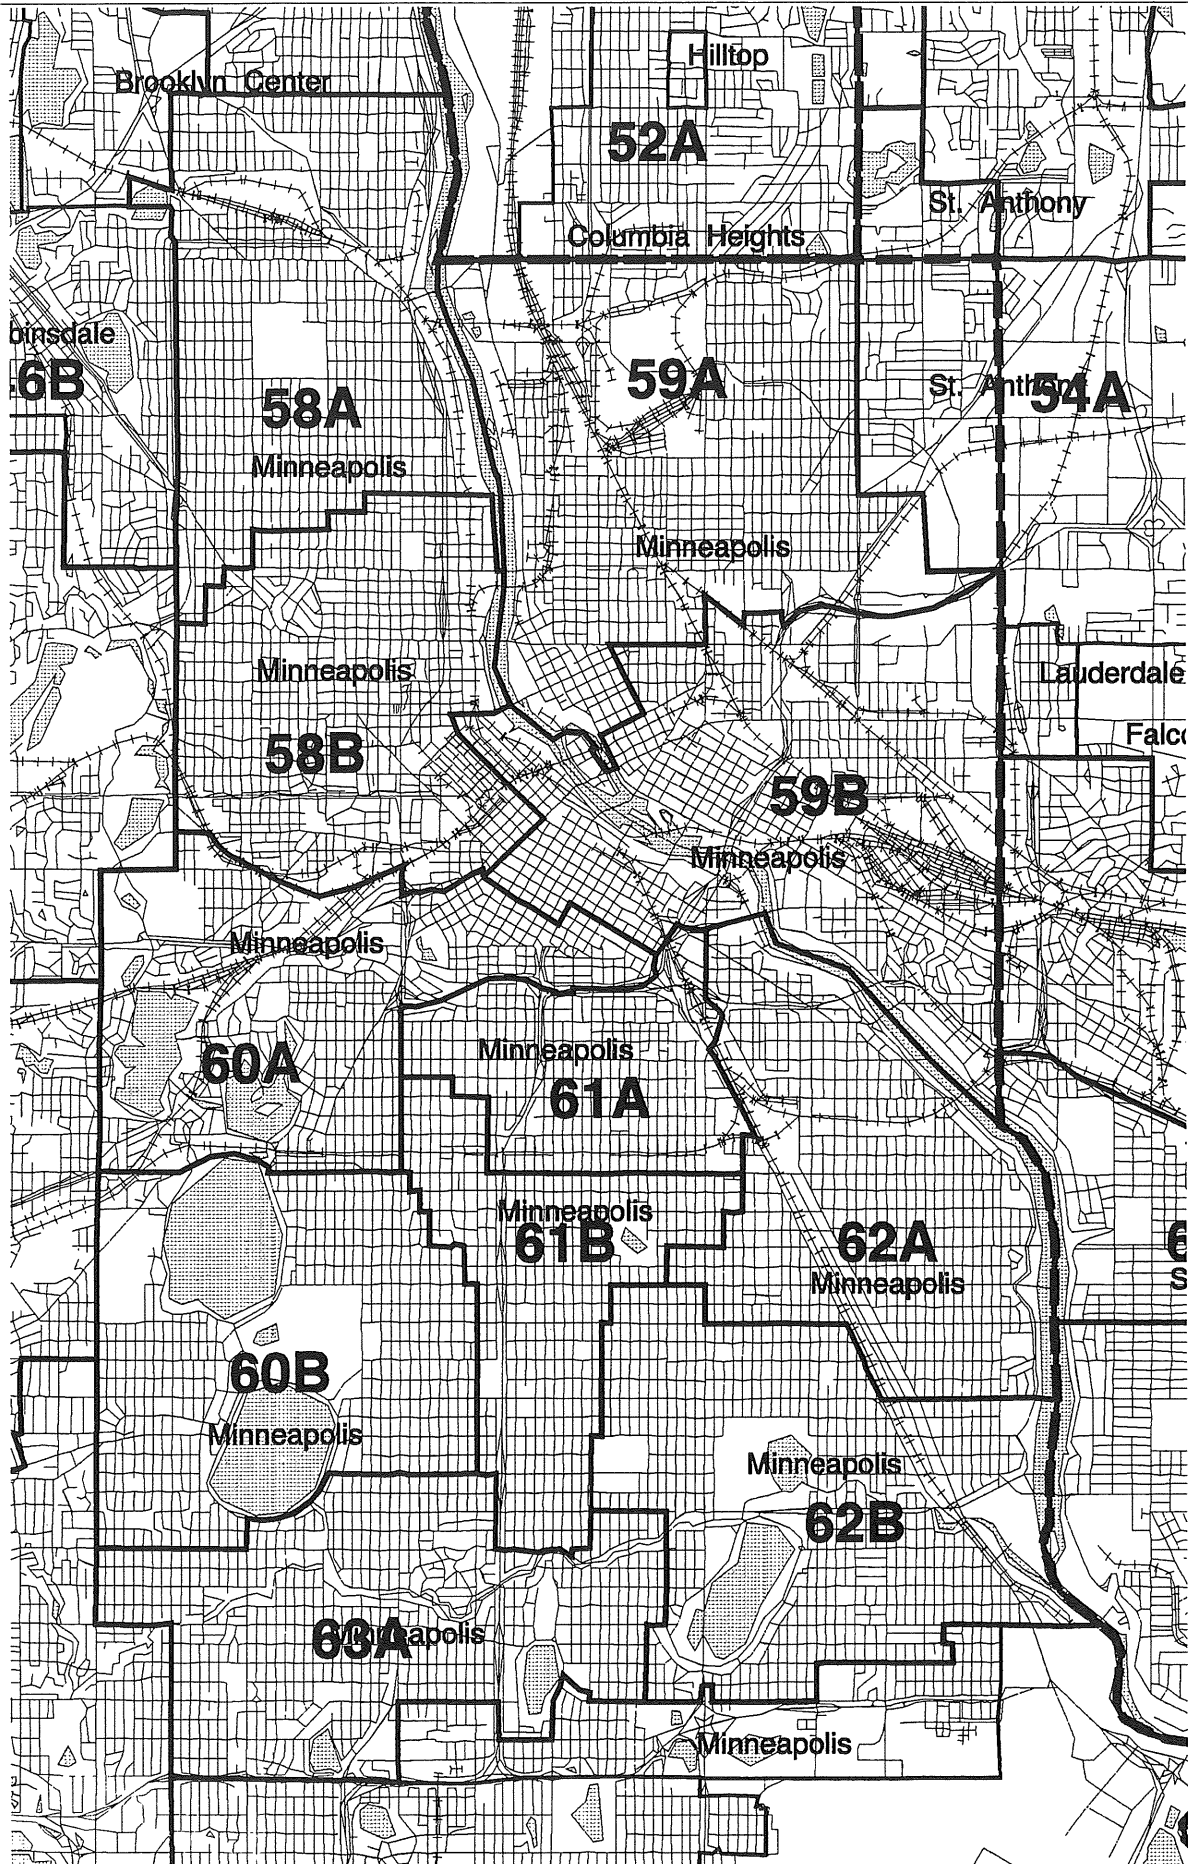 Hilltop
Brooklyn Center
52A
St. Anthony
Columbia Heights
binsdale
6B
58A
59A
St. Anthony
54A
Minneapolis
Minneapolis
Minneapolis
Lauderdale
58B
Falc
59B
Minneapolis
Minneapolis
60A
Minneapolis
61A
Minneapolis
61B
62A
Minneapolis
60B
Minneapolis
Minneapolis
62B
63A
Minneapolis
Minneapolis